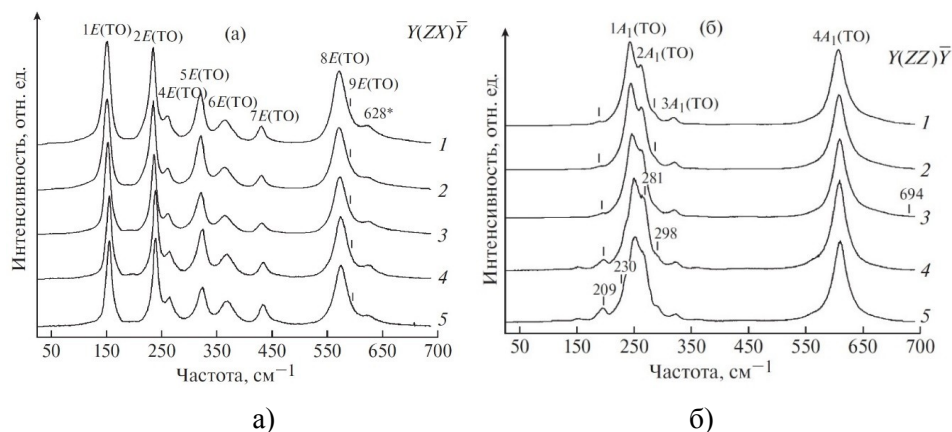 1E(TO)
2E(TO)
(а)
Y(ZX)Y̅
8E(TO)
5E(TO)
9E(TO)
4E(TO)
6E(TO)
628*
7E(TO)
1
2
3
4
5
Интенсивность, отн. ед.
50 150 250 350 450 550 650 700
Частота, см⁻¹
а)
1A₁(TO)
(б)
4A₁(TO)
2A₁(TO)
Y(ZZ)Y̅
3A₁(TO)
1
2
281
694
3
298
4
230
209
5
Интенсивность, отн. ед.
50 150 250 350 450 550 650 700
Частота, см⁻¹
б)